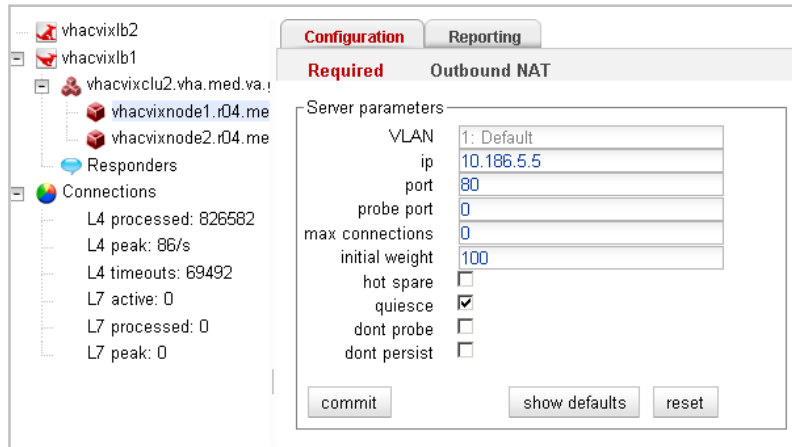 vhacvixlb2
vhacvixlb1
vhacvixclu2.vha.med.va.
vhacvixnode1.r04.me
vhacvixnode2.r04.me
Responders
Connections
L4 processed: 826582
L4 peak: 86/s
L4 timeouts: 69492
L7 active: 0
L7 processed: 0
L7 peak: 0
Configuration Reporting
Required Outbound NAT
Server parameters
VLAN 1: Default
ip 10.186.5.5
port 80
probe port 0
max connections 0
initial weight 100
hot spare
quiesce
dont probe
dont persist
commit show defaults reset